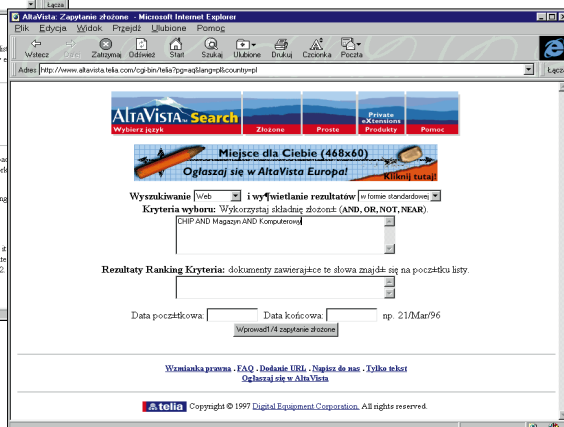 Łącza
AltaVista: Zapytanie złożone - Microsoft Internet Explorer
Plik Edycja Widok Przejdź Ulubione Pomoc
Wstecz Zatrzymaj Odśwież Start Szukaj Ulubione Drukuj Czcionka Poczta
Adres http://www.altavista.telia.com/cgi-bin/telia?pg=aq&lang=pl&country=pl Łącza
ALTAVISTA Search
Private eXtensions
Wybierz język Złożone Proste Produkty Pomoc
Miejsce dla Ciebie (468x60)
Ogłaszaj się w AltaVista Europa!
Kliknij tutaj!
Wyszukiwanie Web i wy¶wietlanie rezultatów w formie standardowej
Kryteria wyboru: Wykorzystaj składnię złożon± (AND, OR, NOT, NEAR).
CHIP AND Magazyn AND Komputerowy
Rezultaty Ranking Kryteria: dokumenty zawieraj±ce te słowa znajd± się na pocz±tku listy.
Data pocz±tkowa: Data końcowa: np. 21/Mar/96
Wprowad1/4 zapytanie złożone
Wzmianka prawna . FAQ . Dodanie URL . Napisz do nas . Tylko tekst
Ogłaszaj się w AltaVista
telia Copyright © 1997 Digital Equipment Corporation. All rights reserved.